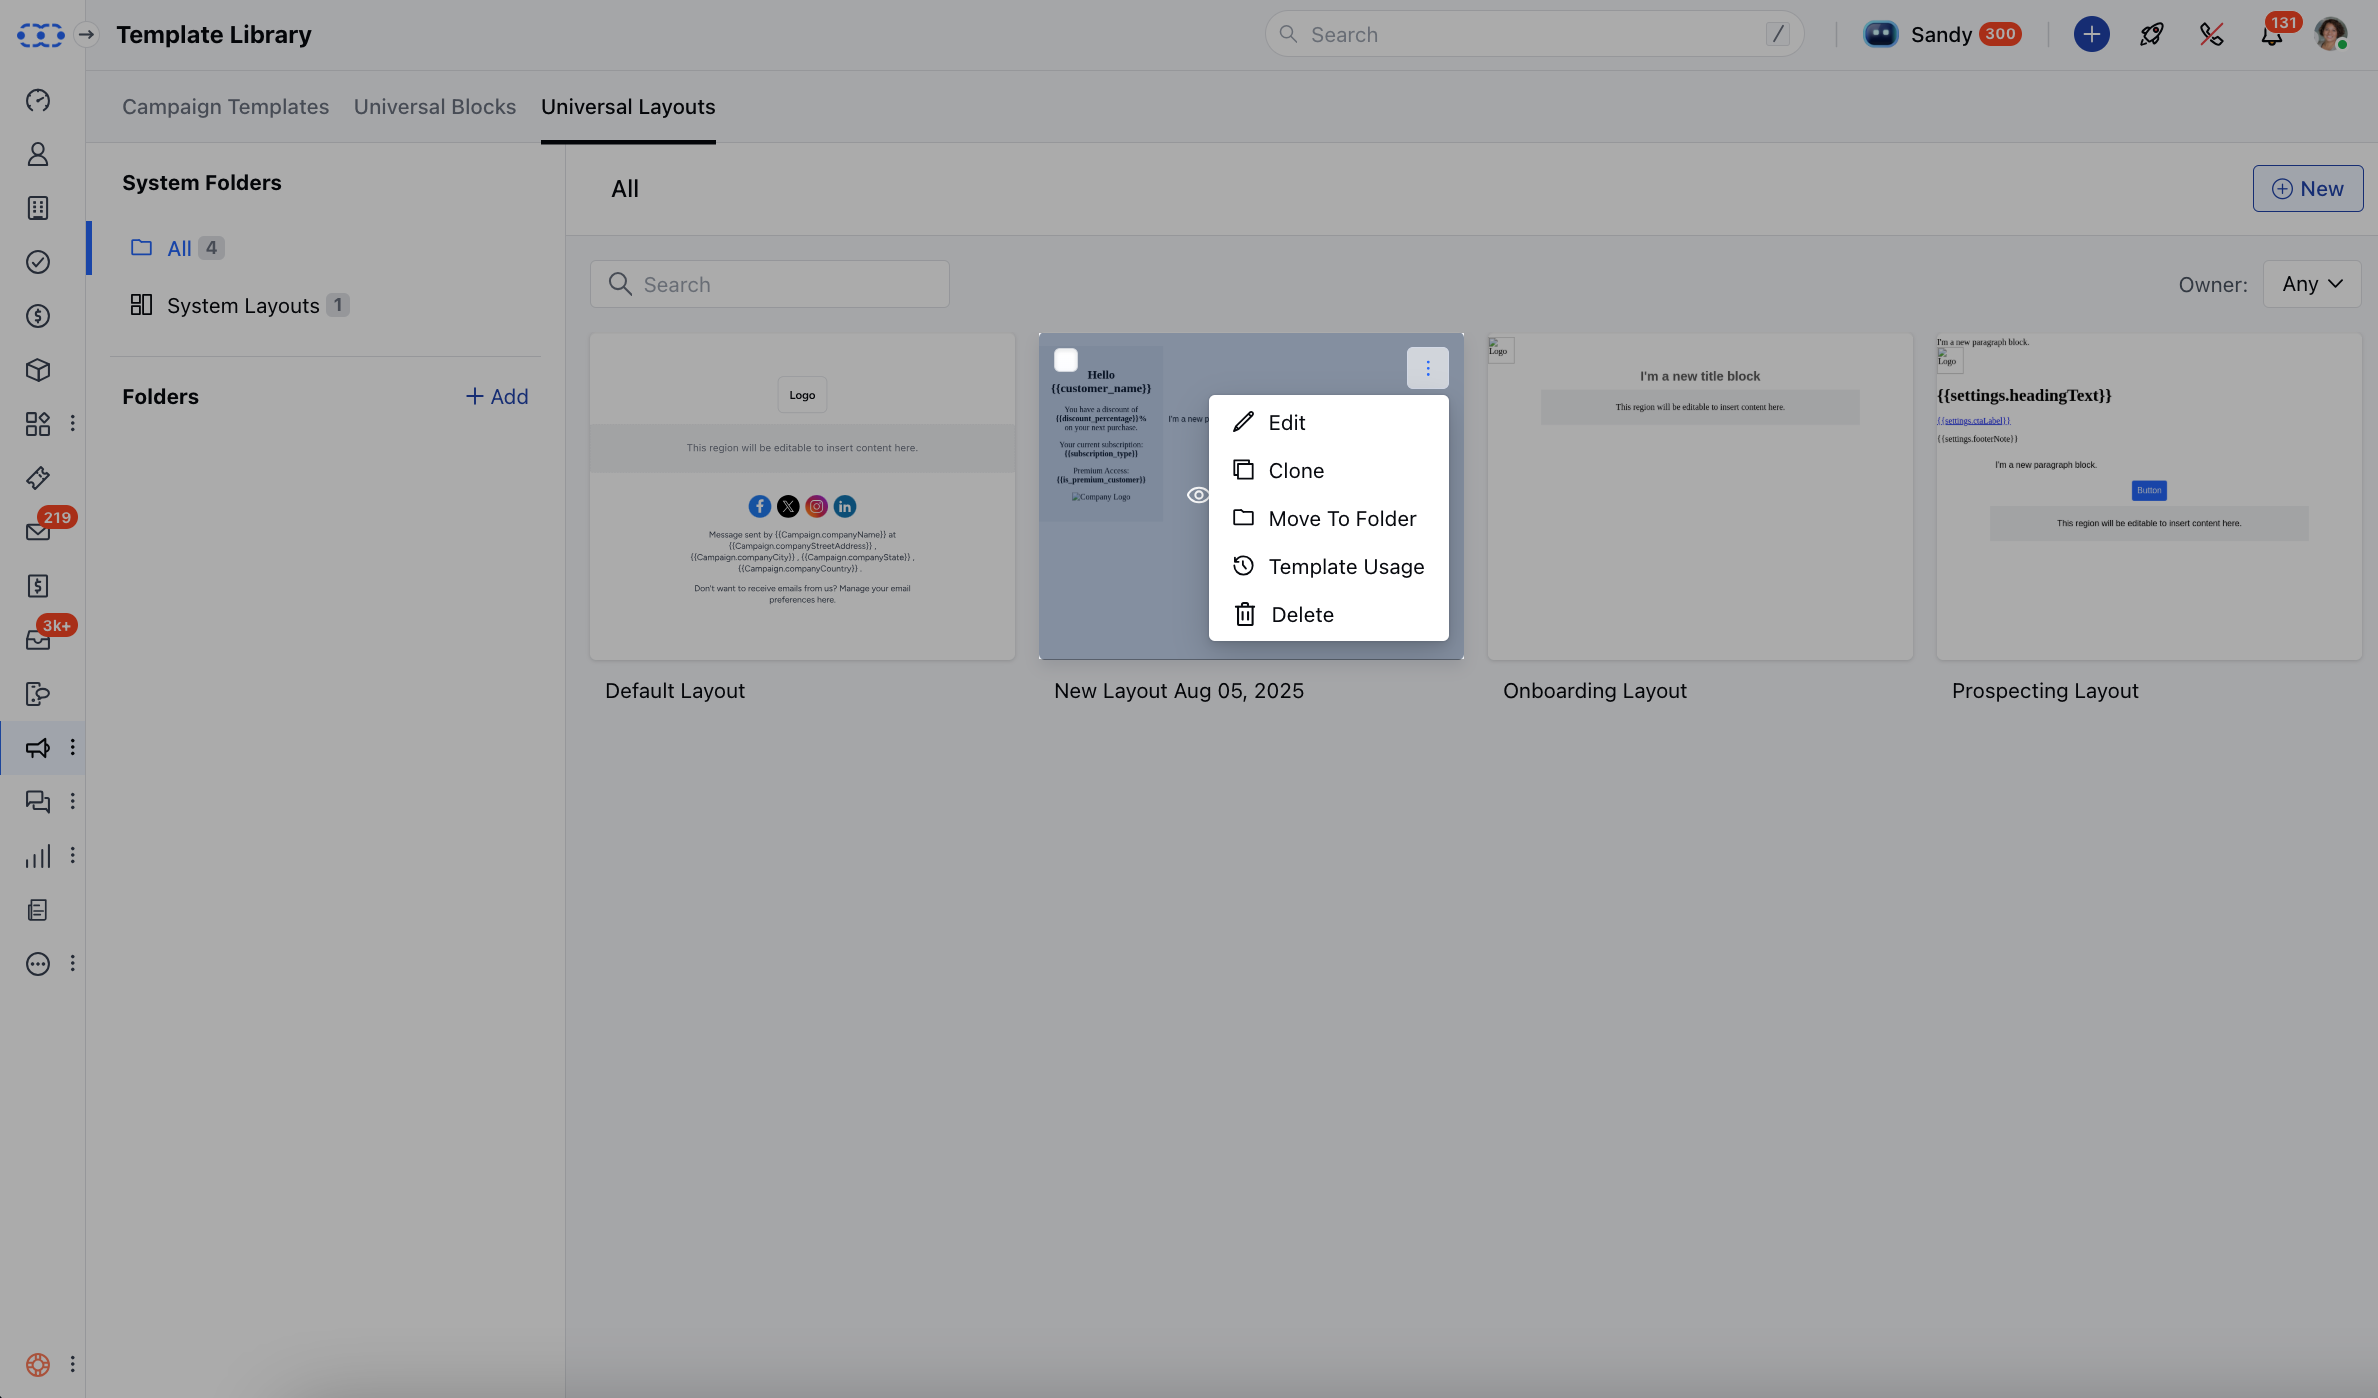 Template Library
Search
/
Sandy 300
131
Campaign Templates
Universal Blocks
Universal Layouts
System Folders
All 4
System Layouts 1
Folders
+ Add
219
3k+
All
New
Search
Owner:
Any
Logo
This region will be editable to insert content here.
Message sent by {{Campaign.companyName}} at
{{Campaign.companyStreetAddress}} ,
{{Campaign.companyCity}} , {{Campaign.companyState}} ,
{{Campaign.companyCountry}} .
Don't want to receive emails from us? Manage your email
preferences here.
Default Layout
Hello
{{customer_name}}
You have a discount of
{{discount_percentage}}%
on your next purchase.
Your current subscription:
{{subscription_type}}
Premium Access:
{{is_premium_customer}}
Company Logo
I'm a new p
Edit
Clone
Move To Folder
Template Usage
Delete
New Layout Aug 05, 2025
Logo
I'm a new title block
This region will be editable to insert content here.
Onboarding Layout
I'm a new paragraph block.
Logo
{{settings.headingText}}
{{settings.ctaLabel}}
{{settings.footerNote}}
I'm a new paragraph block.
Button
This region will be editable to insert content here.
Prospecting Layout